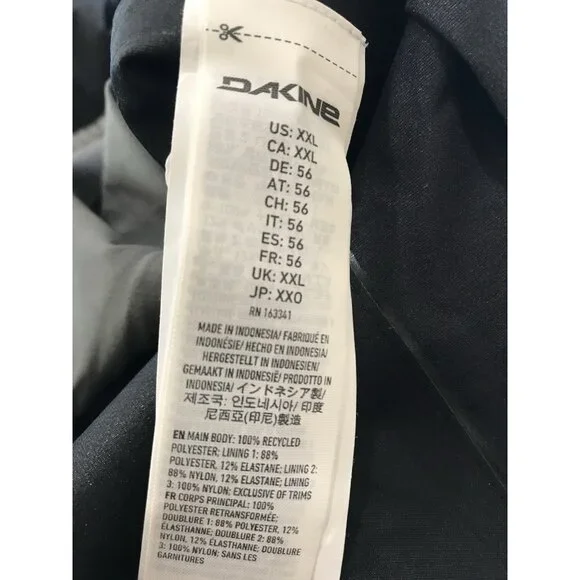 DAKINE
US: XXL
CA: XXL
DE: 56
AT: 56
CH: 56
IT: 56
ES: 56
FR: 56
UK: XXL
JP: XXO
RN 163341
MADE IN INDONESIA/ FABRIQUÉ EN
INDONÉSIE/ HECHO EN INDONESIA/
HERGESTELLT IN INDONESIEN/
GEMAAKT IN INDONESIË/ PRODOTTO IN
INDONESIA/ インドネシア製/
제조국: 인도네시아/ 印度
尼西亞(印尼)製造
EN MAIN BODY: 100% RECYCLED
POLYESTER; LINING 1: 88%
POLYESTER, 12% ELASTANE; LINING 2:
88% NYLON, 12% ELASTANE; LINING
3: 100% NYLON; EXCLUSIVE OF TRIMS
FR CORPS PRINCIPAL: 100%
POLYESTER RETRANSFORMÉE;
DOUBLURE 1: 88% POLYESTER, 12%
ÉLASTHANNE; DOUBLURE 2: 88%
NYLON, 12% ÉLASTHANNE; DOUBLURE
3: 100% NYLON; SANS LES
GARNITURES